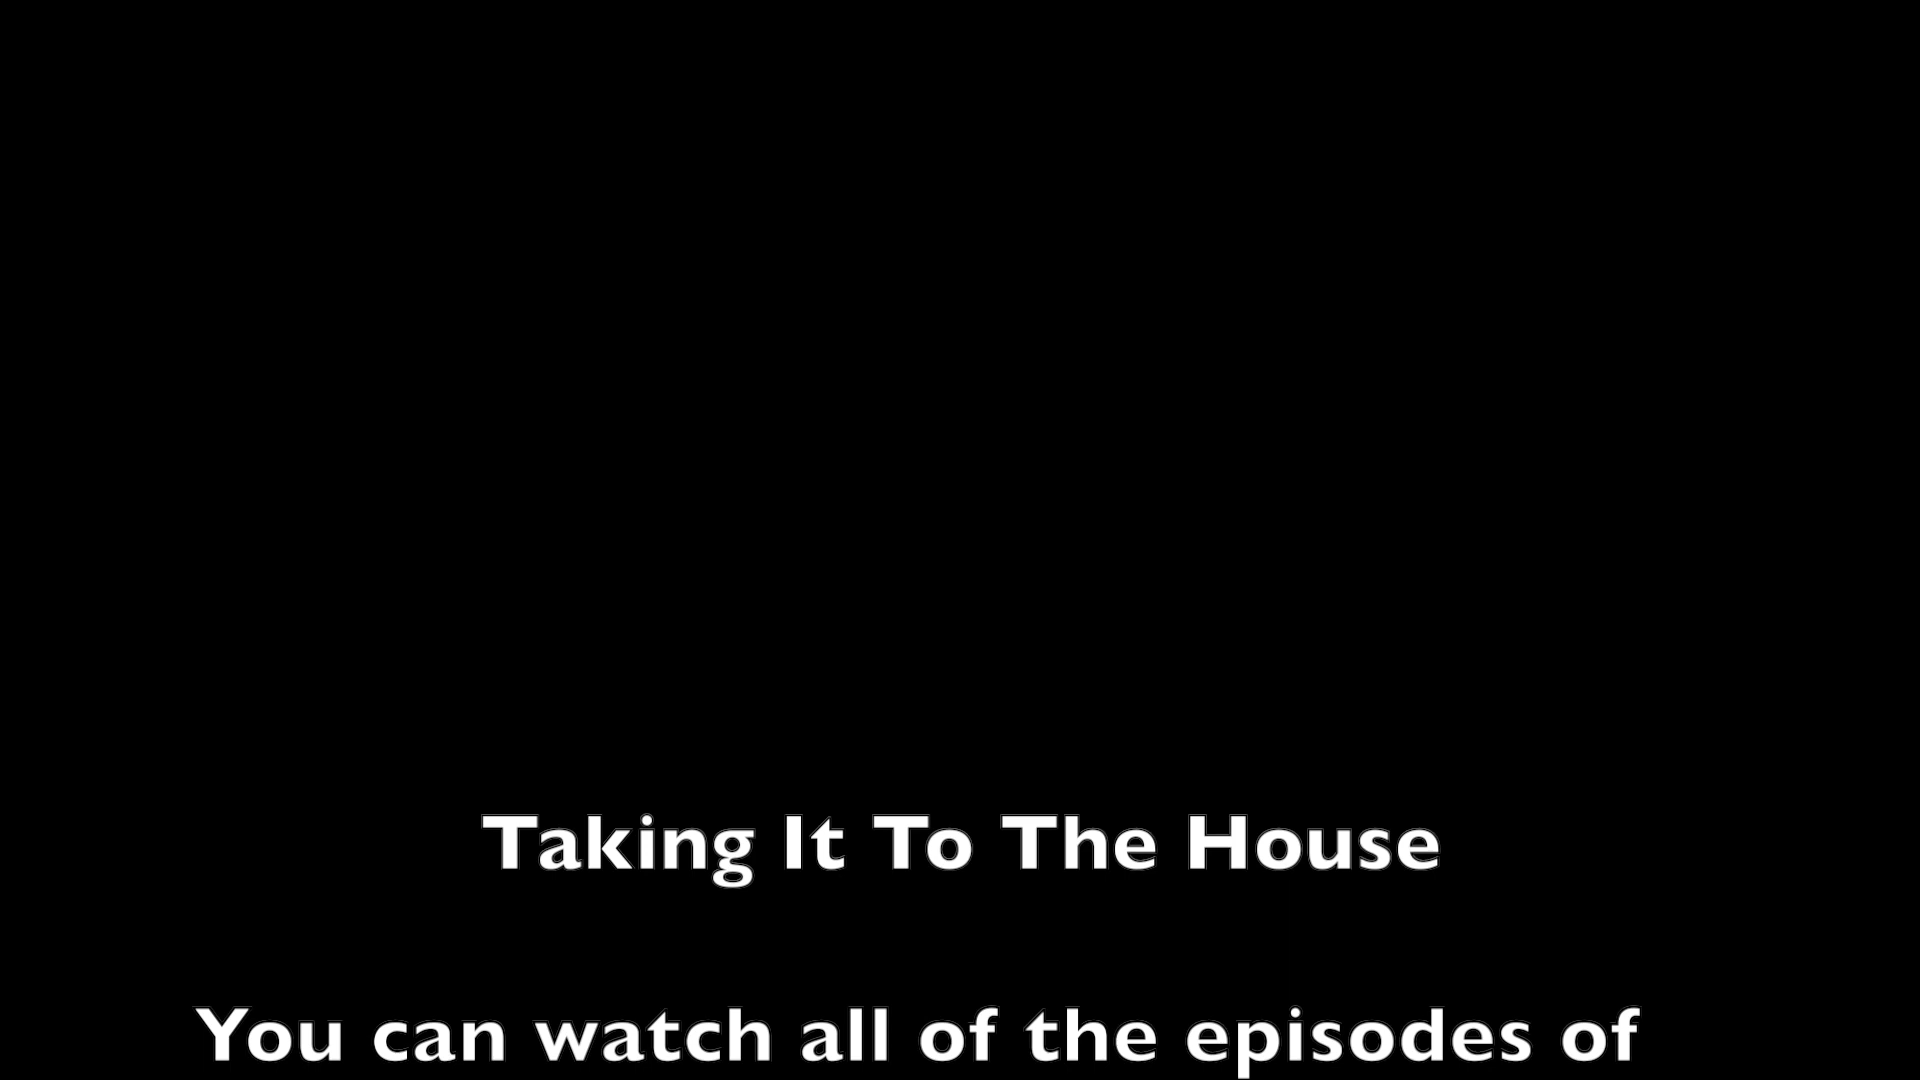 Taking It To The House
You can watch all of the episodes of